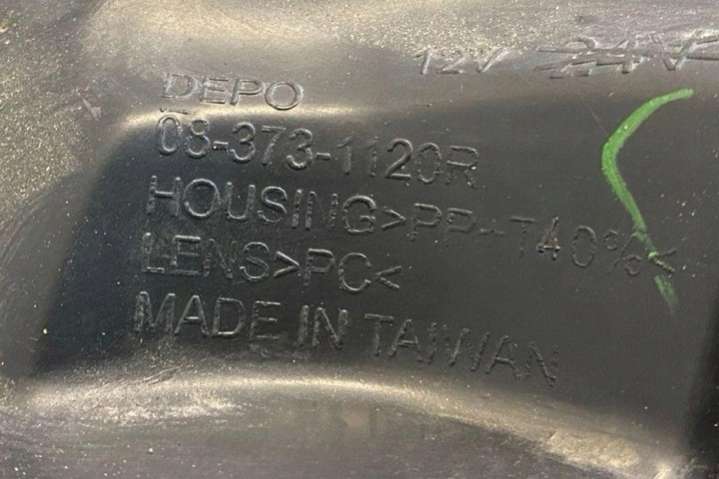 12V 24V
DEPO
08-373-1120R
HOUSING>PP-T40%<
LENS>PC<
MADE IN TAIWAN